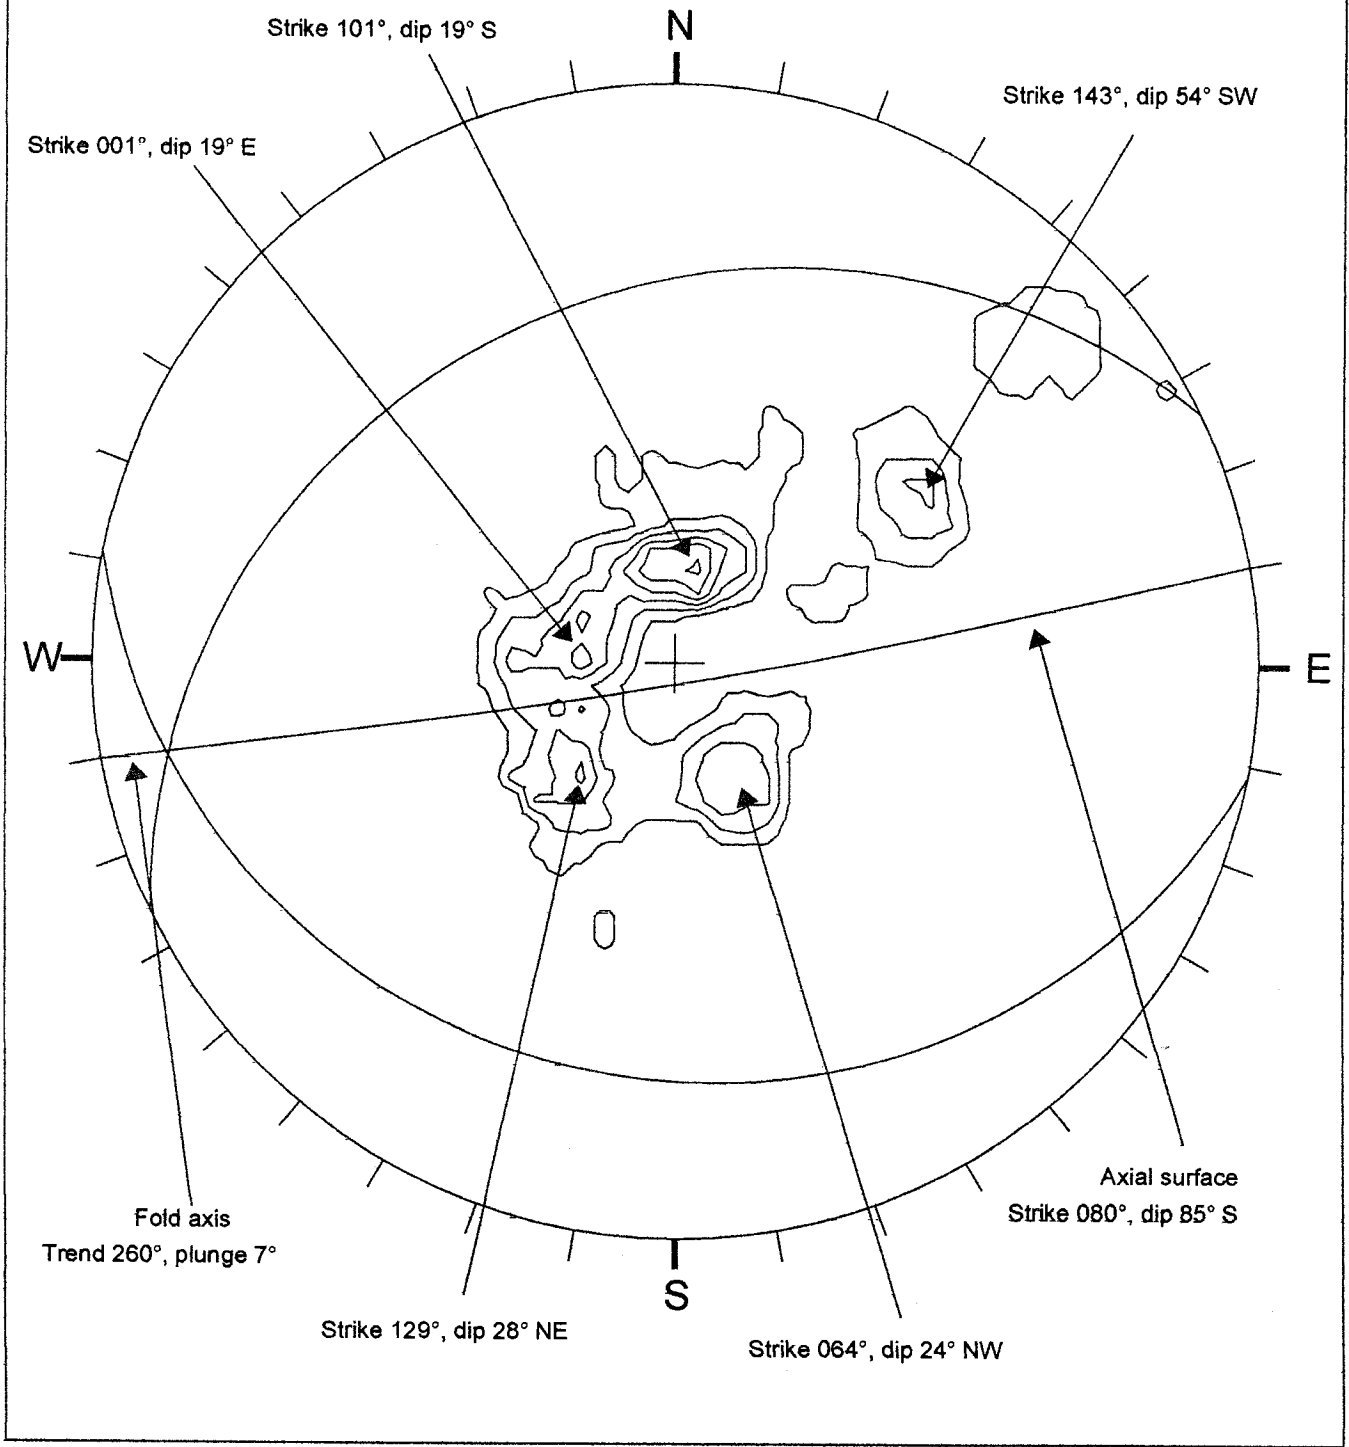 Strike 101°, dip 19° S
N
Strike 143°, dip 54° SW
Strike 001°, dip 19° E
W
E
Axial surface
Strike 080°, dip 85° S
Fold axis
Trend 260°, plunge 7°
S
Strike 129°, dip 28° NE
Strike 064°, dip 24° NW